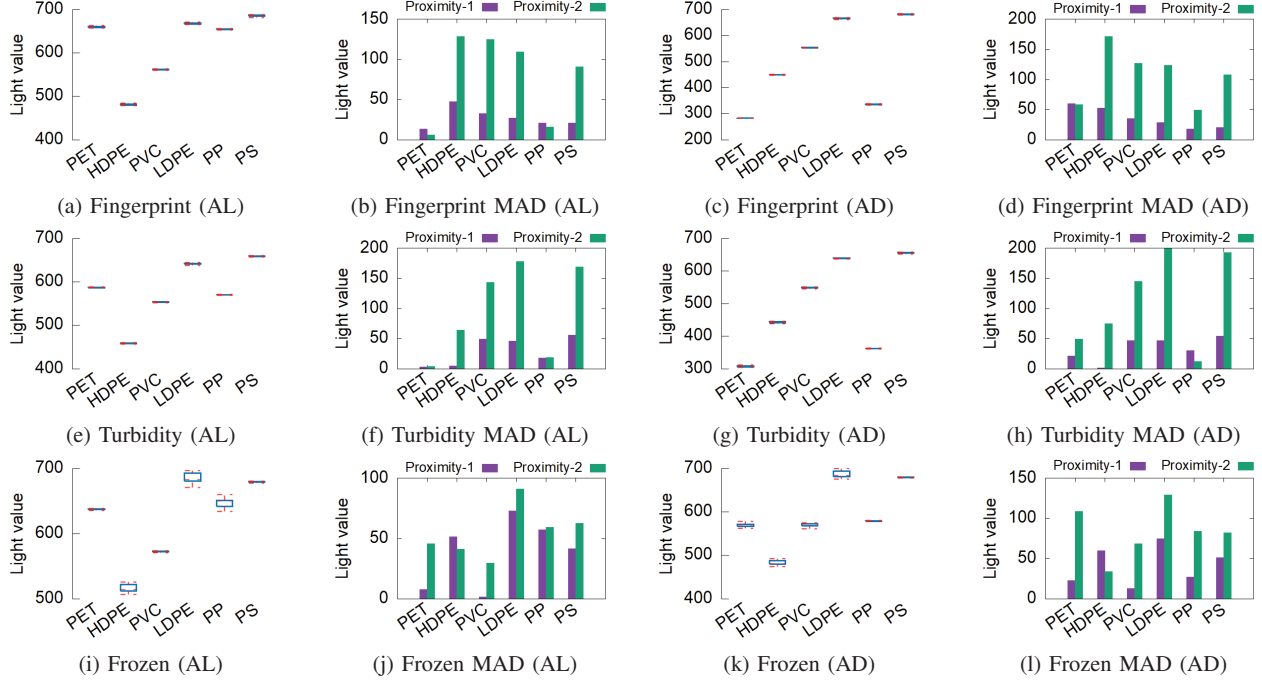 700
600
500
400
Light value
PET
HDPE
PVC
LDPE
PP
PS
(a) Fingerprint (AL)
Proximity-1 Proximity-2
150
100
50
0
Light value
PET
HDPE
PVC
LDPE
PP
PS
(b) Fingerprint MAD (AL)
700
600
500
400
300
200
Light value
PET
HDPE
PVC
LDPE
PP
PS
(c) Fingerprint (AD)
Proximity-1 Proximity-2
200
150
100
50
0
Light value
PET
HDPE
PVC
LDPE
PP
PS
(d) Fingerprint MAD (AD)
700
600
500
400
Light value
PET
HDPE
PVC
LDPE
PP
PS
(e) Turbidity (AL)
Proximity-1 Proximity-2
200
150
100
50
0
Light value
PET
HDPE
PVC
LDPE
PP
PS
(f) Turbidity MAD (AL)
700
600
500
400
300
Light value
PET
HDPE
PVC
LDPE
PP
PS
(g) Turbidity (AD)
Proximity-1 Proximity-2
200
150
100
50
0
Light value
PET
HDPE
PVC
LDPE
PP
PS
(h) Turbidity MAD (AD)
700
600
500
Light value
PET
HDPE
PVC
LDPE
PP
PS
(i) Frozen (AL)
Proximity-1 Proximity-2
100
50
0
Light value
PET
HDPE
PVC
LDPE
PP
PS
(j) Frozen MAD (AL)
700
600
500
400
Light value
PET
HDPE
PVC
LDPE
PP
PS
(k) Frozen (AD)
Proximity-1 Proximity-2
150
100
50
0
Light value
PET
HDPE
PVC
LDPE
PP
PS
(l) Frozen MAD (AD)